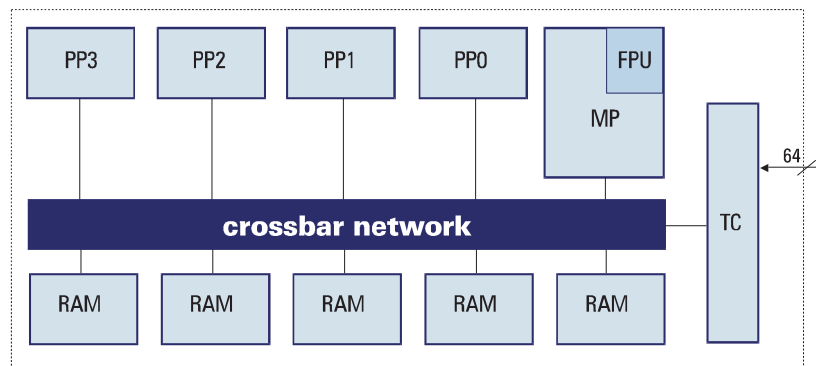 PP3
PP2
PP1
PP0
FPU
MP
64
TC
crossbar network
RAM
RAM
RAM
RAM
RAM